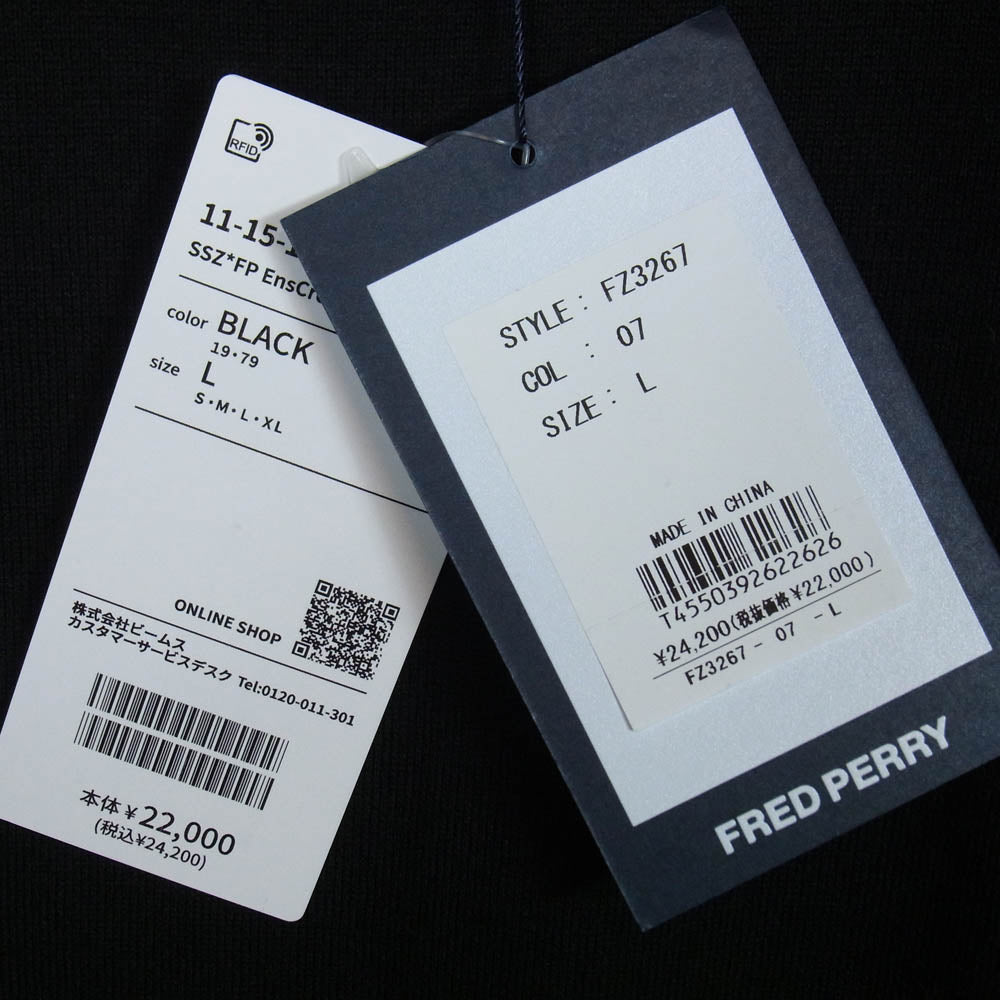 RFID
11-15-
SSZ*FP
color BLACK
19・79
size L
S・M・L・XL
ONLINE SHOP
株式会社ビームス
カスタマーサービスデスク Tel:0120-011-301
本体 ¥22,000
(税込¥24,200)
STYLE : FZ3267
COL : 07
SIZE : L
MADE IN CHINA
T4550392622626
¥24,200(税抜価格¥22,000)
FZ3267 - 07 - L
FRED PERRY